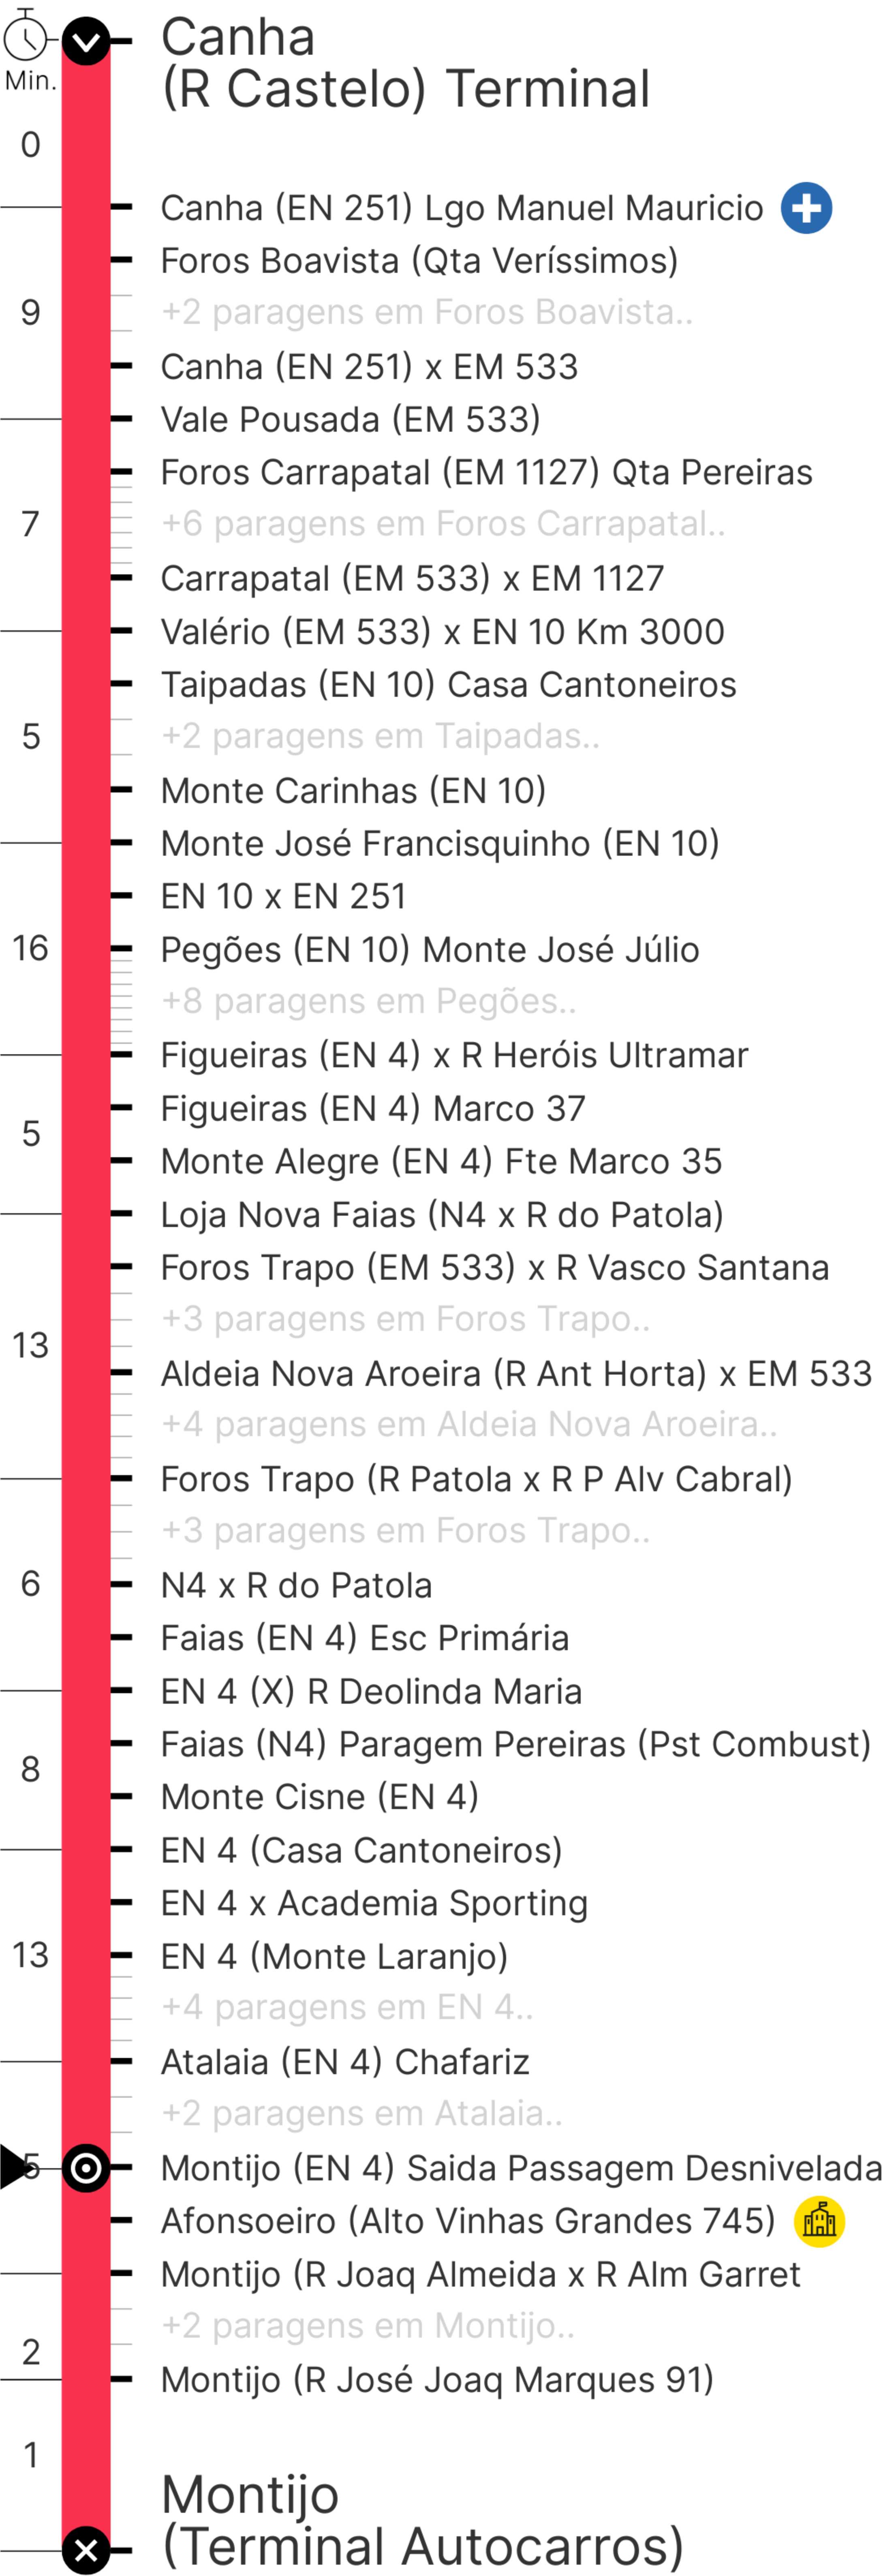 Canha
(R Castelo) Terminal
Min.
0
Canha (EN 251) Lgo Manuel Mauricio
Foros Boavista (Qta Veríssimos)
9
+2 paragens em Foros Boavista..
Canha (EN 251) x EM 533
Vale Pousada (EM 533)
Foros Carrapatal (EM 1127) Qta Pereiras
7
+6 paragens em Foros Carrapatal..
Carrapatal (EM 533) x EM 1127
Valério (EM 533) x EN 10 Km 3000
Taipadas (EN 10) Casa Cantoneiros
5
+2 paragens em Taipadas..
Monte Carinhas (EN 10)
Monte José Francisquinho (EN 10)
EN 10 x EN 251
16
Pegões (EN 10) Monte José Júlio
+8 paragens em Pegões..
Figueiras (EN 4) x R Heróis Ultramar
Figueiras (EN 4) Marco 37
5
Monte Alegre (EN 4) Fte Marco 35
Loja Nova Faias (N4 x R do Patola)
Foros Trapo (EM 533) x R Vasco Santana
+3 paragens em Foros Trapo..
13
Aldeia Nova Aroeira (R Ant Horta) x EM 533
+4 paragens em Aldeia Nova Aroeira..
Foros Trapo (R Patola x R P Alv Cabral)
+3 paragens em Foros Trapo..
6
N4 x R do Patola
Faias (EN 4) Esc Primária
EN 4 (X) R Deolinda Maria
Faias (N4) Paragem Pereiras (Pst Combust)
8
Monte Cisne (EN 4)
EN 4 (Casa Cantoneiros)
EN 4 x Academia Sporting
13
EN 4 (Monte Laranjo)
+4 paragens em EN 4..
Atalaia (EN 4) Chafariz
+2 paragens em Atalaia..
5
Montijo (EN 4) Saida Passagem Desnivelada
Afonsoeiro (Alto Vinhas Grandes 745)
Montijo (R Joaq Almeida x R Alm Garret
+2 paragens em Montijo..
2
Montijo (R José Joaq Marques 91)
1
Montijo
(Terminal Autocarros)